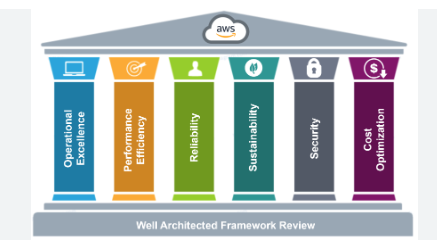 aws
Operational
Excellence
Performance
Efficiency
Reliability
Sustainability
Security
Cost
Optimization
Well Architected Framework Review